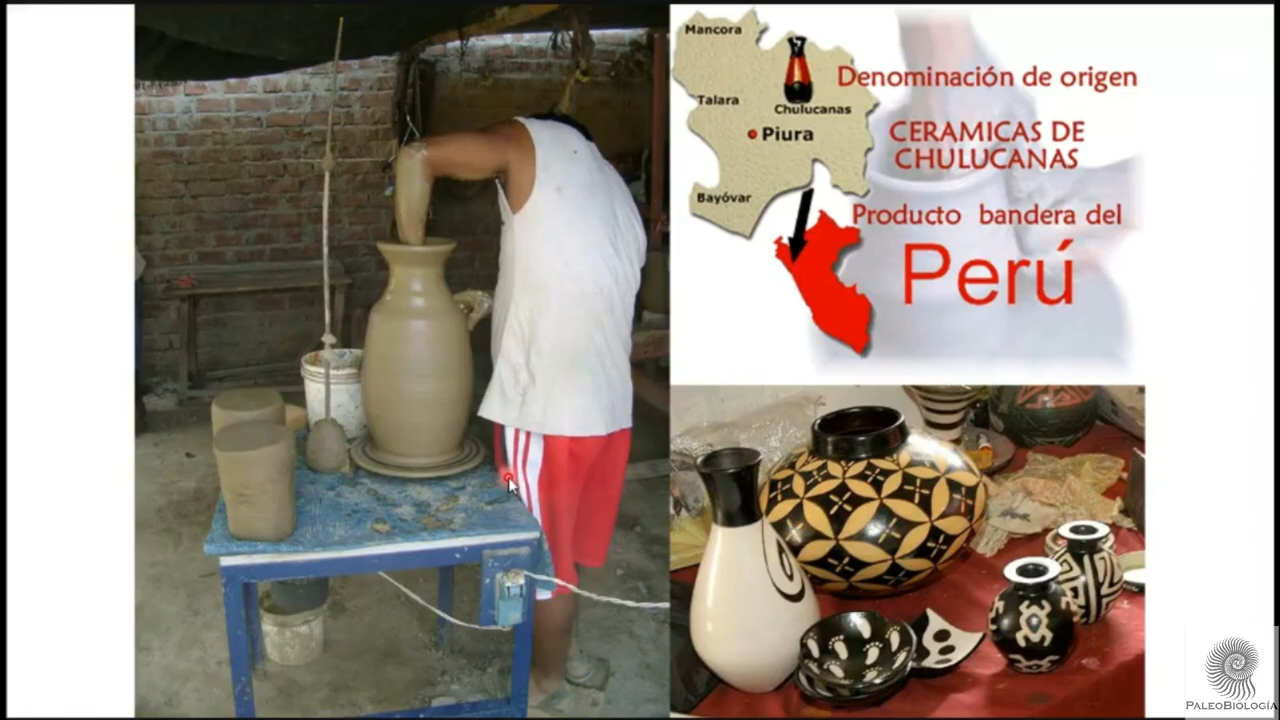 Mancora
Talara
Chulucanas
Piura
Bayóvar
Denominación de origen
CERAMICAS DE
CHULUCANAS
Producto bandera del
Perú
PALEOBIOLOGÍA